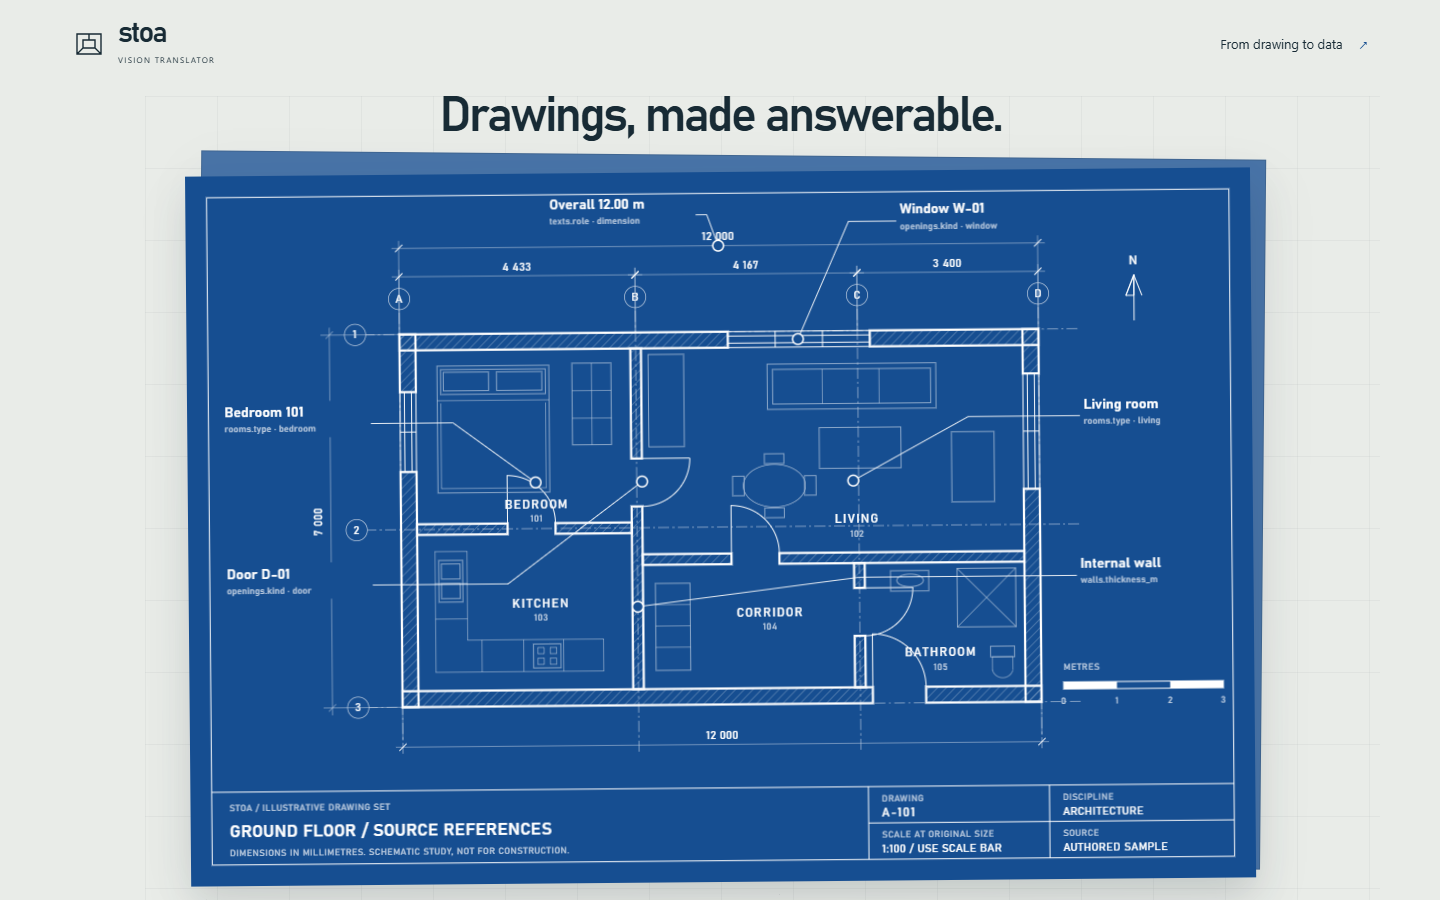 stoa
VISION TRANSLATOR
From drawing to data ↗
Drawings, made answerable.
Overall 12.00 m
texts.role · dimension
Window W-01
openings.kind · window
12 000
4 433
4 167
3 400
N
A
B
C
D
1
Bedroom 101
rooms.type · bedroom
Living room
rooms.type · living
BEDROOM
101
LIVING
102
7 000
2
Door D-01
openings.kind · door
Internal wall
walls.thickness_m
KITCHEN
103
CORRIDOR
104
BATHROOM
105
METRES
0 1 2 3
3
12 000
STOA / ILLUSTRATIVE DRAWING SET
GROUND FLOOR / SOURCE REFERENCES
DIMENSIONS IN MILLIMETRES. SCHEMATIC STUDY, NOT FOR CONSTRUCTION.
DRAWING
A-101
DISCIPLINE
ARCHITECTURE
SCALE AT ORIGINAL SIZE
1:100 / USE SCALE BAR
SOURCE
AUTHORED SAMPLE